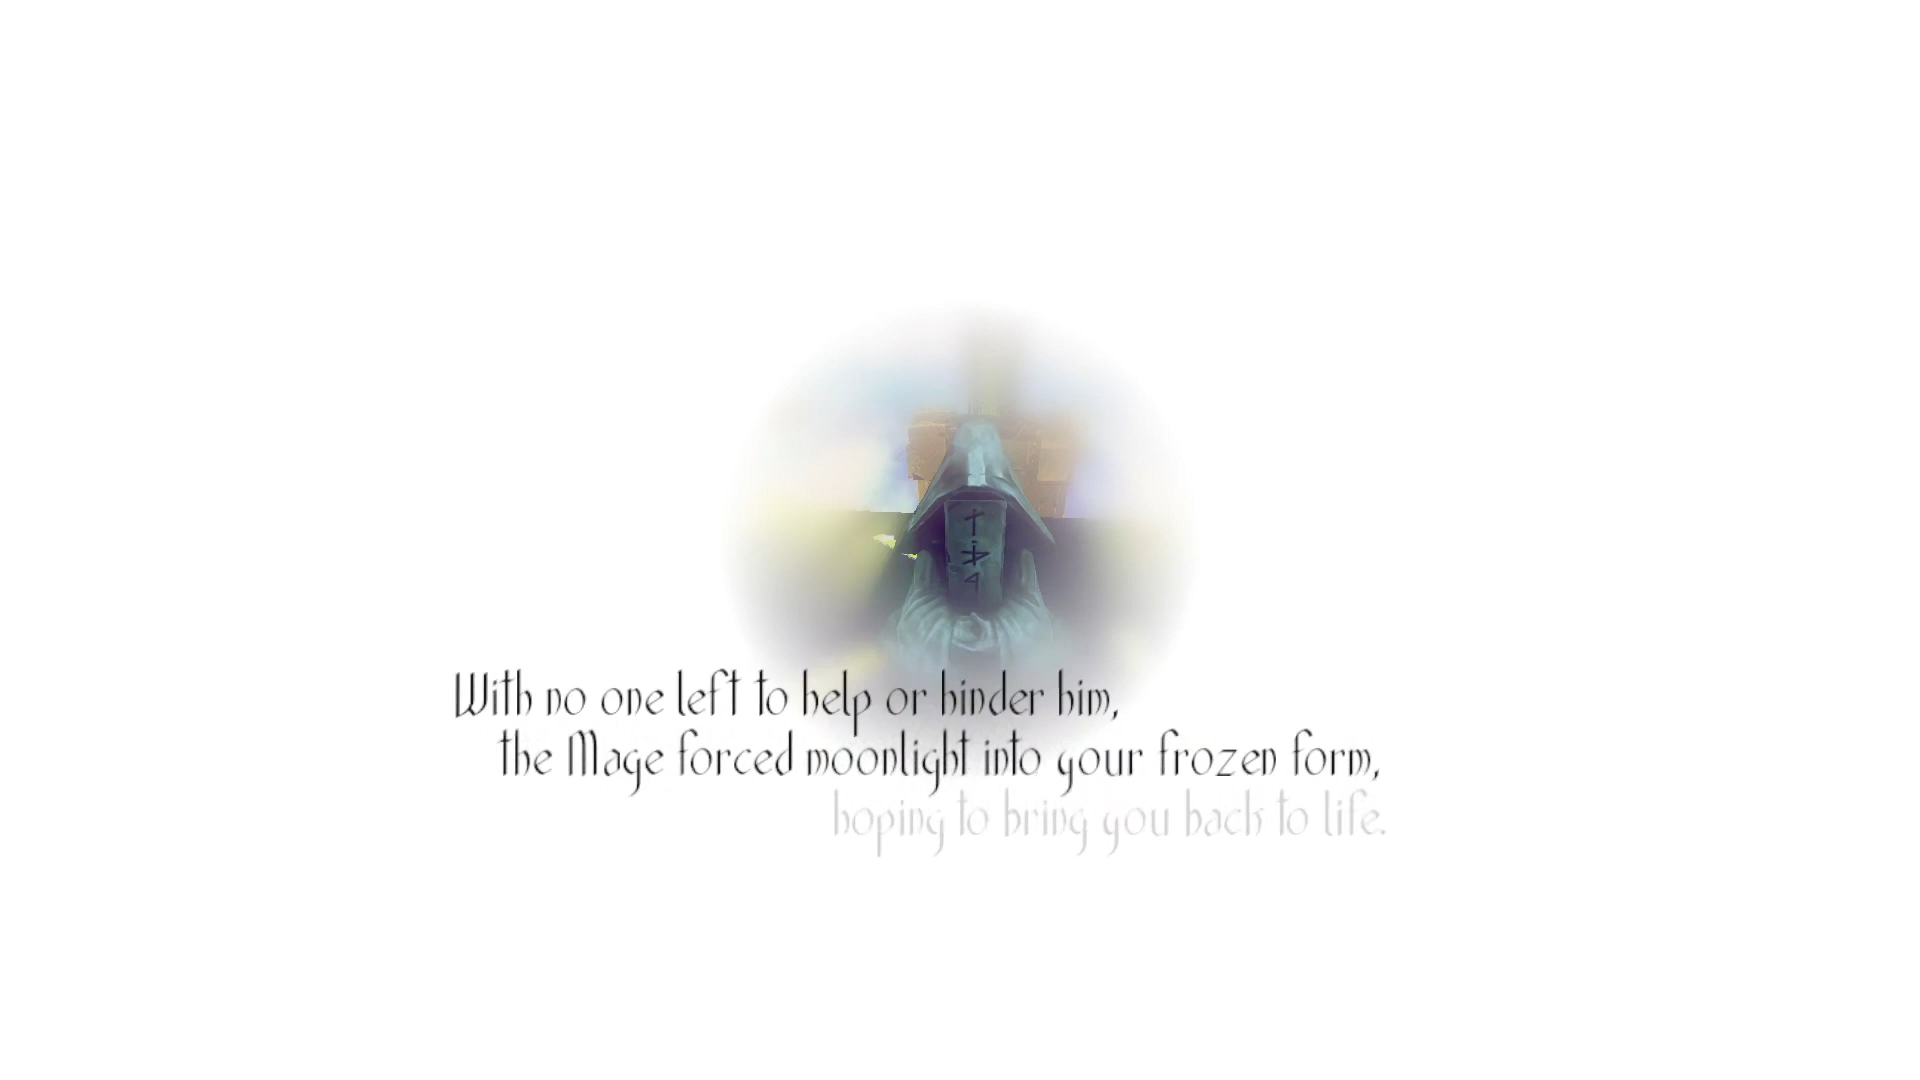 With no one left to help or hinder him,
the Mage forced moonlight into your frozen form,
hoping to bring you back to life.